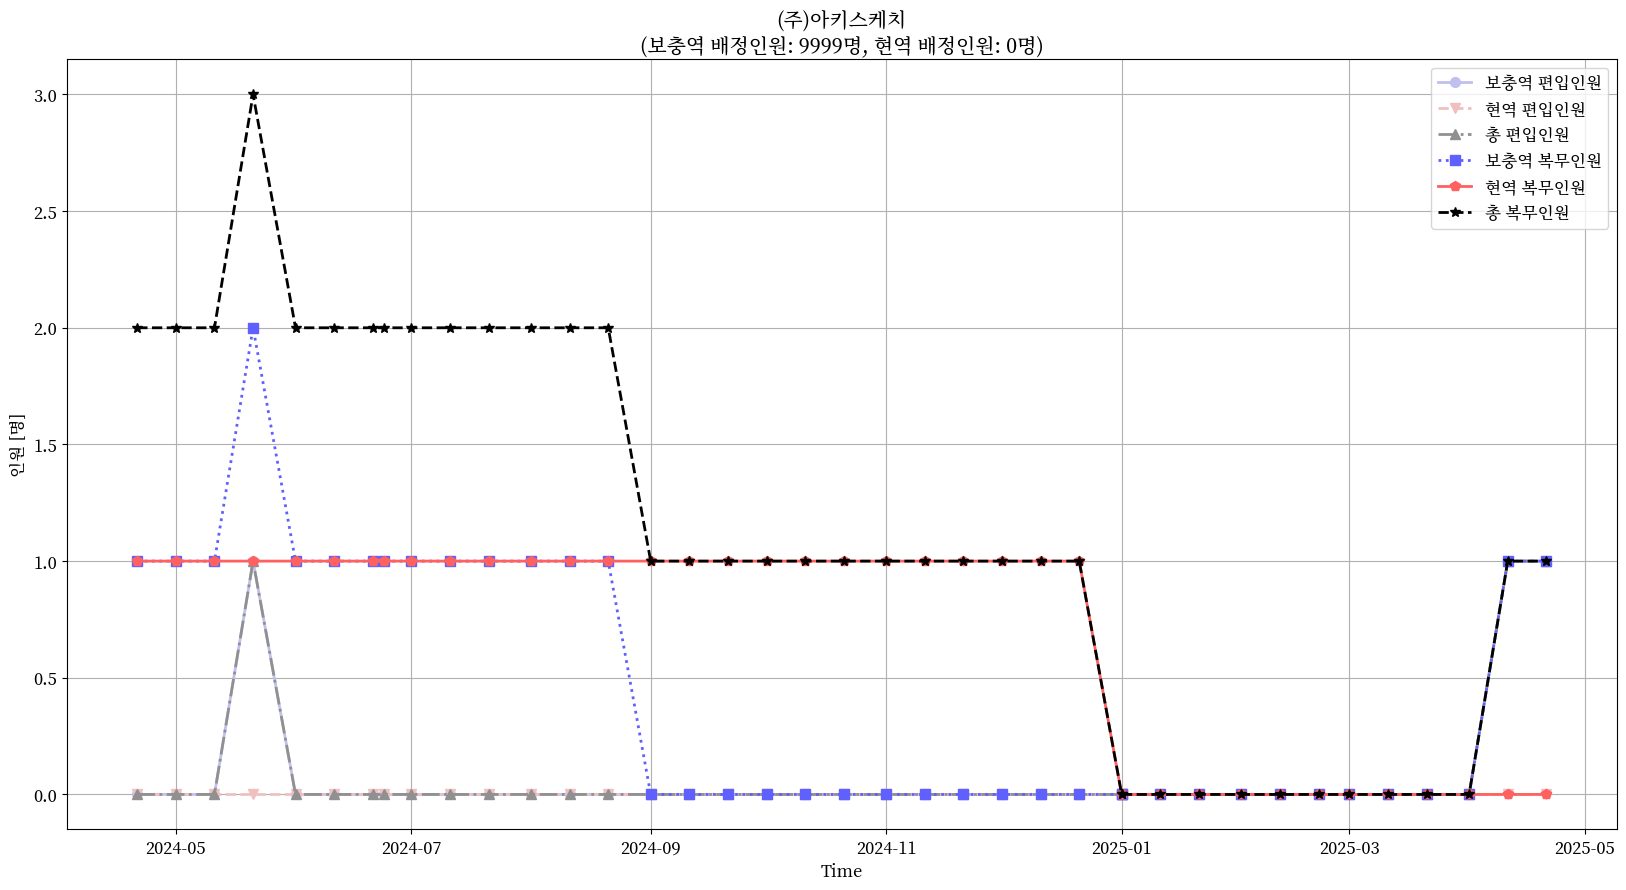 (주)아키스케치
(보충역 배정인원: 9999명, 현역 배정인원: 0명)
보충역 편입인원
현역 편입인원
총 편입인원
보충역 복무인원
현역 복무인원
총 복무인원
인원 [명]
3.0
2.5
2.0
1.5
1.0
0.5
0.0
2024-05
2024-07
2024-09
2024-11
2025-01
2025-03
2025-05
Time